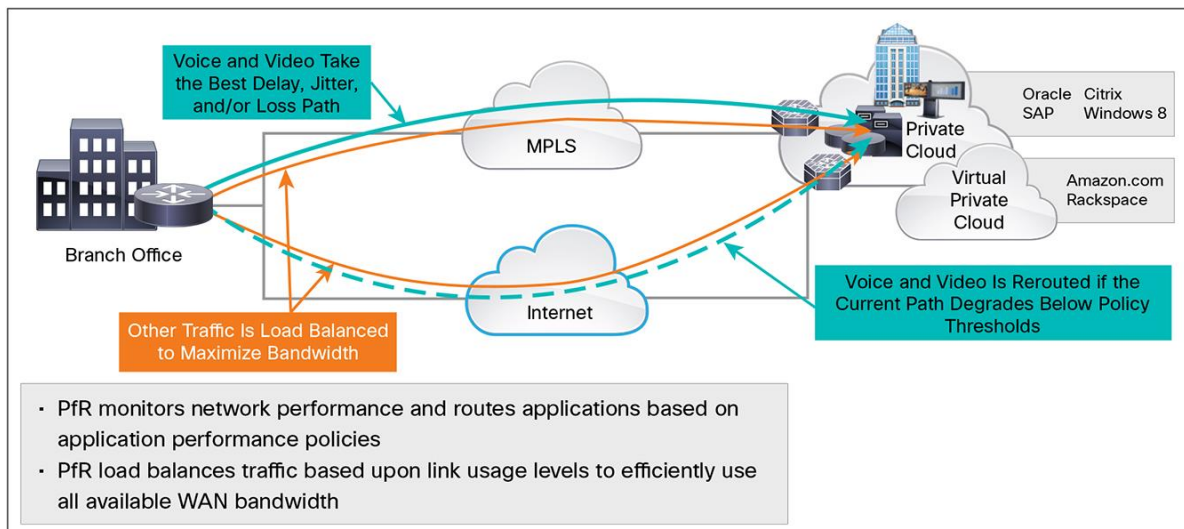 Voice and Video Take
the Best Delay, Jitter,
and/or Loss Path
MPLS
Private
Cloud
Oracle Citrix
SAP Windows 8
Virtual
Private
Cloud
Amazon.com
Rackspace
Branch Office
Internet
Voice and Video Is Rerouted if the
Current Path Degrades Below Policy
Thresholds
Other Traffic Is Load Balanced
to Maximize Bandwidth
· PfR monitors network performance and routes applications based on
application performance policies
· PfR load balances traffic based upon link usage levels to efficiently use
all available WAN bandwidth